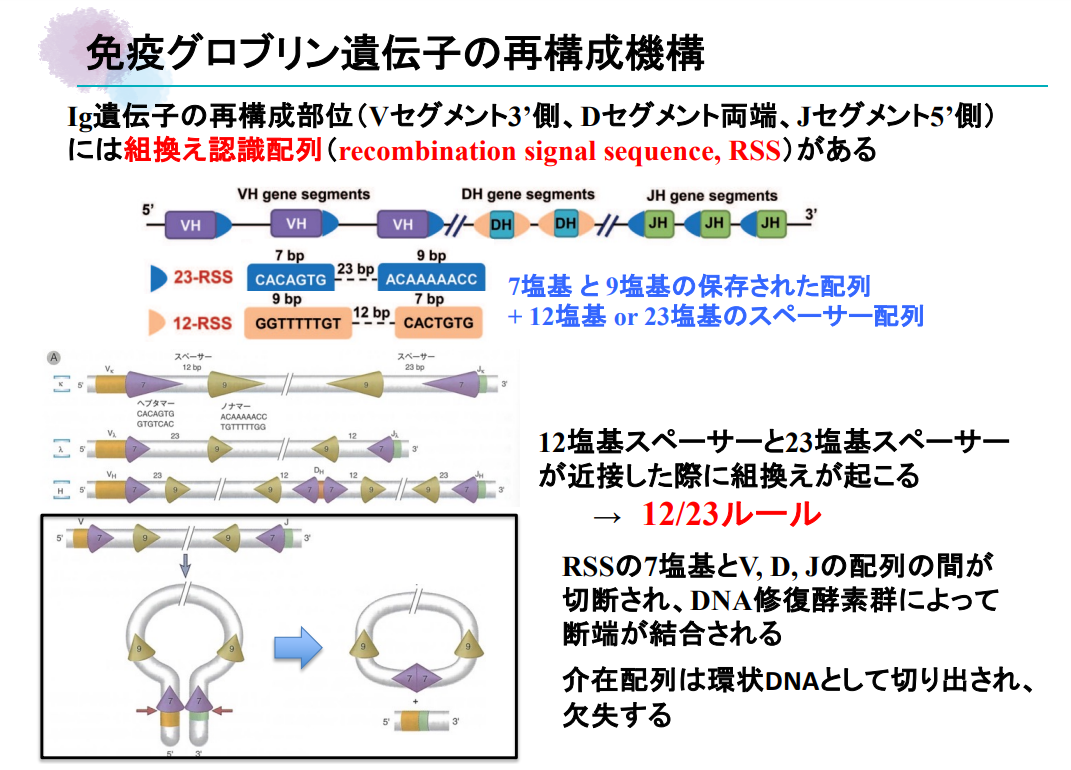 免疫グロブリン遺伝子の再構成機構
Ig遺伝子の再構成部位（Vセグメント3’側、Dセグメント両端、Jセグメント5’側）
には組換え認識配列（recombination signal sequence, RSS）がある
VH gene segments
DH gene segments
JH gene segments
5’
VH
VH
VH
DH
DH
JH
JH
JH
3’
7 bp
9 bp
23-RSS
CACAGTG
23 bp
ACAAAAACC
9 bp
7 bp
12-RSS
GGTTTTTGT
12 bp
CACTGTG
7塩基 と 9塩基の保存された配列
+ 12塩基 or 23塩基のスペーサー配列
A
スペーサー
12 bp
スペーサー
23 bp
κ
5'
Vκ
7
9
9
7
Jκ
3'
ヘプタマー
CACAGTG
GTGTCAC
ノナマー
ACAAAAACC
TGTTTTTGG
λ
5'
Vλ
7
23
9
9
12
7
Jλ
3'
H
5'
VH
7
23
9
9
12
7
DH
7
12
9
9
23
7
JH
3'
12塩基スペーサーと23塩基スペーサー
が近接した際に組換えが起こる
→ 12/23ルール
5'
V
7
9
9
7
J
3'
9
9
7
7
5'
3'
9
9
7
7
+
5'
3'
RSSの7塩基とV, D, Jの配列の間が
切断され、DNA修復酵素群によって
断端が結合される
介在配列は環状DNAとして切り出され、
欠失する